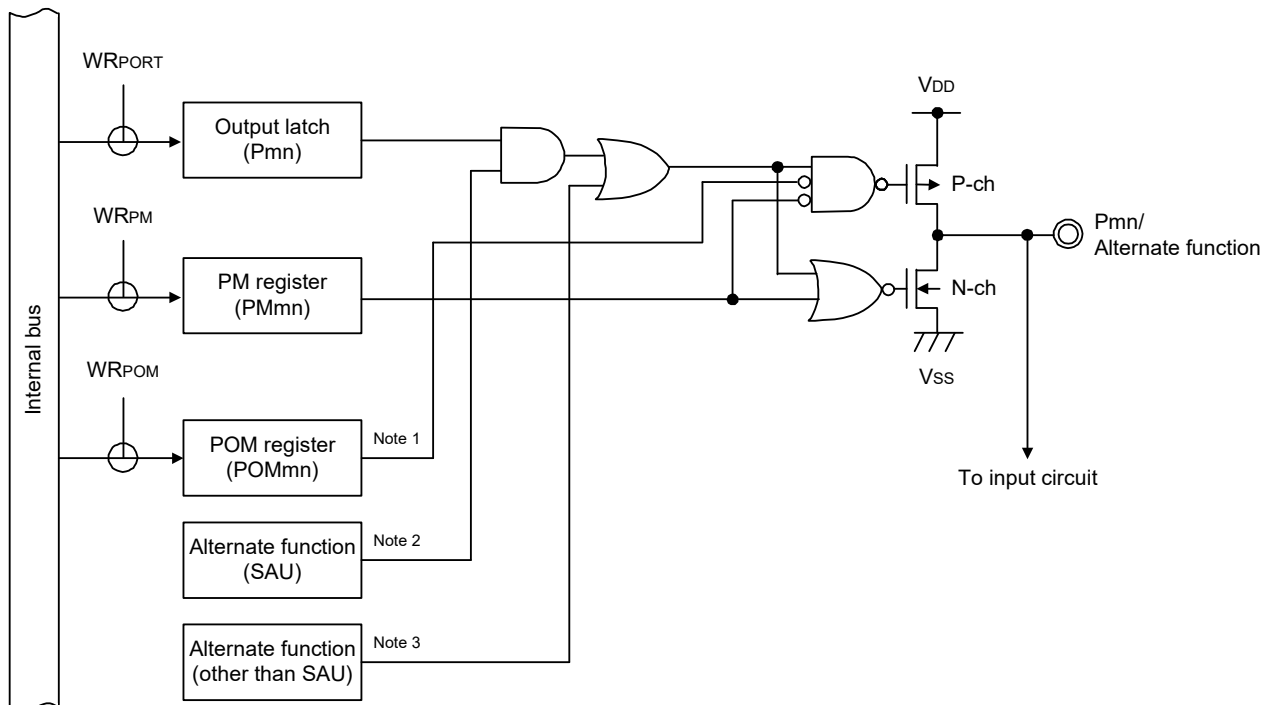 WRPORT
Output latch
(Pmn)
VDD
P-ch
Pmn/
Alternate function
WRPM
PM register
(PMmn)
N-ch
VSS
Internal bus
WRPOM
POM register
(POMmn)
Note 1
To input circuit
Alternate function
(SAU)
Note 2
Alternate function
(other than SAU)
Note 3